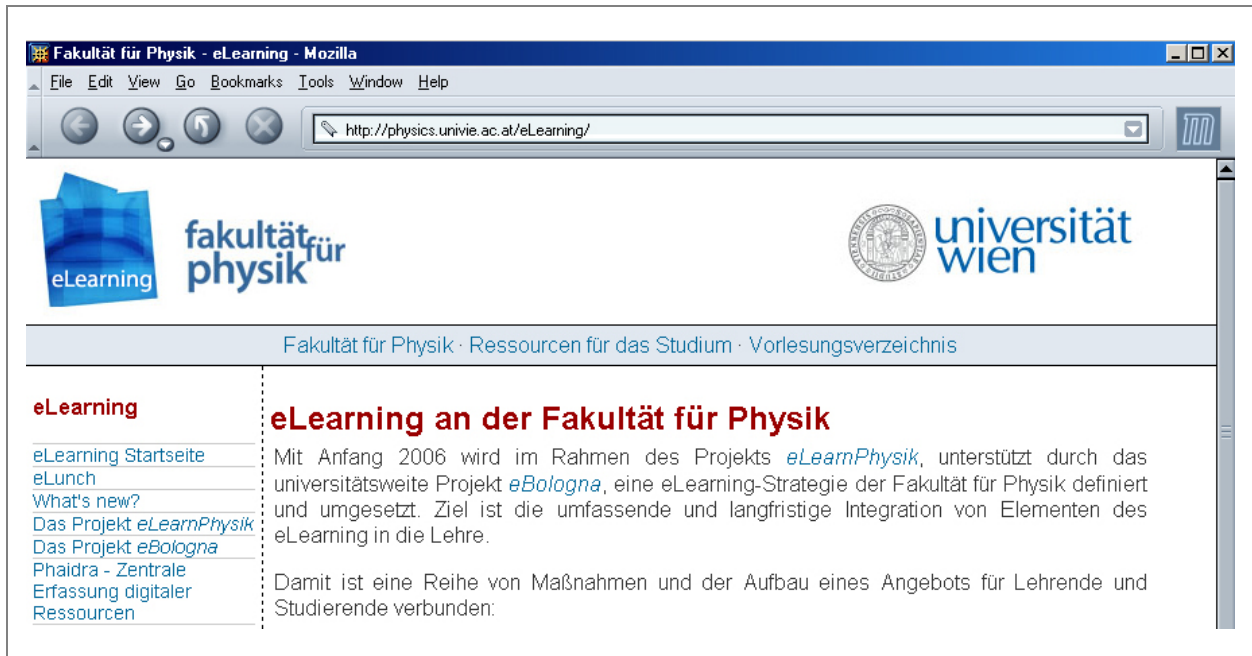 Fakultät für Physik - eLearning - Mozilla
File Edit View Go Bookmarks Tools Window Help
http://physics.univie.ac.at/eLearning/
eLearning
fakultät für
physik
universität
wien
Fakultät für Physik · Ressourcen für das Studium · Vorlesungsverzeichnis
eLearning
eLearning Startseite
eLunch
What's new?
Das Projekt eLearnPhysik
Das Projekt eBologna
Phaidra - Zentrale
Erfassung digitaler
Ressourcen
eLearning an der Fakultät für Physik
Mit Anfang 2006 wird im Rahmen des Projekts eLearnPhysik, unterstützt durch das
universitätsweite Projekt eBologna, eine eLearning-Strategie der Fakultät für Physik definiert
und umgesetzt. Ziel ist die umfassende und langfristige Integration von Elementen des
eLearning in die Lehre.
Damit ist eine Reihe von Maßnahmen und der Aufbau eines Angebots für Lehrende und
Studierende verbunden: